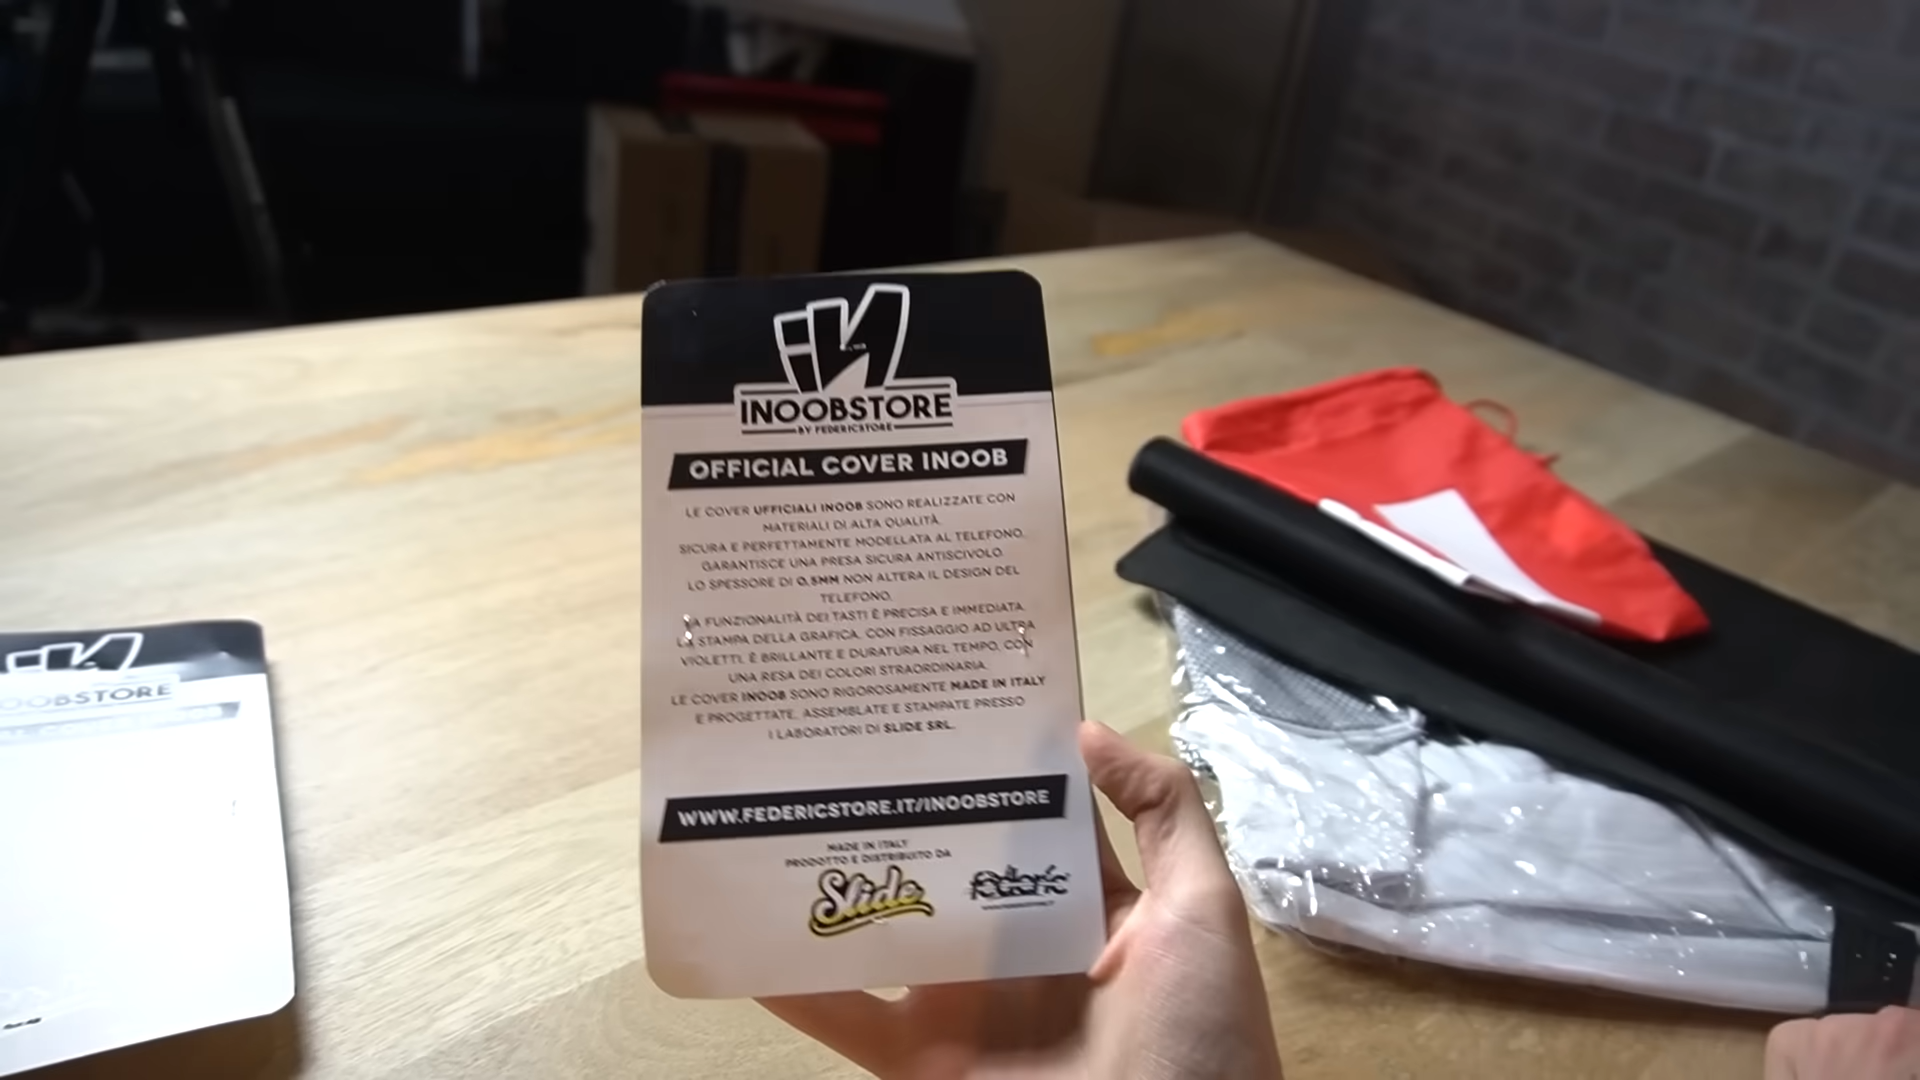 IN
INOOBSTORE
BY FEDERICSTORE
OFFICIAL COVER INOOB
LE COVER UFFICIALI INOOB SONO REALIZZATE CON
MATERIALI DI ALTA QUALITÀ.
SICURA E PERFETTAMENTE MODELLATA AL TELEFONO.
GARANTISCE UNA PRESA SICURA ANTISCIVOLO.
LO SPESSORE DI 0.5MM NON ALTERA IL DESIGN DEL
TELEFONO.
LA FUNZIONALITÀ DEI TASTI È PRECISA E IMMEDIATA.
LA STAMPA DELLA GRAFICA, CON FISSAGGIO AD ULTRA
VIOLETTI, È BRILLANTE E DURATURA NEL TEMPO, CON
UNA RESA DEI COLORI STRAORDINARIA.
LE COVER INOOB SONO RIGOROSAMENTE MADE IN ITALY
E PROGETTATE, ASSEMBLATE E STAMPATE PRESSO
I LABORATORI DI SLIDE SRL.
WWW.FEDERICSTORE.IT/INOOBSTORE
MADE IN ITALY
PRODOTTO E DISTRIBUITO DA
Slide
OOBSTORE